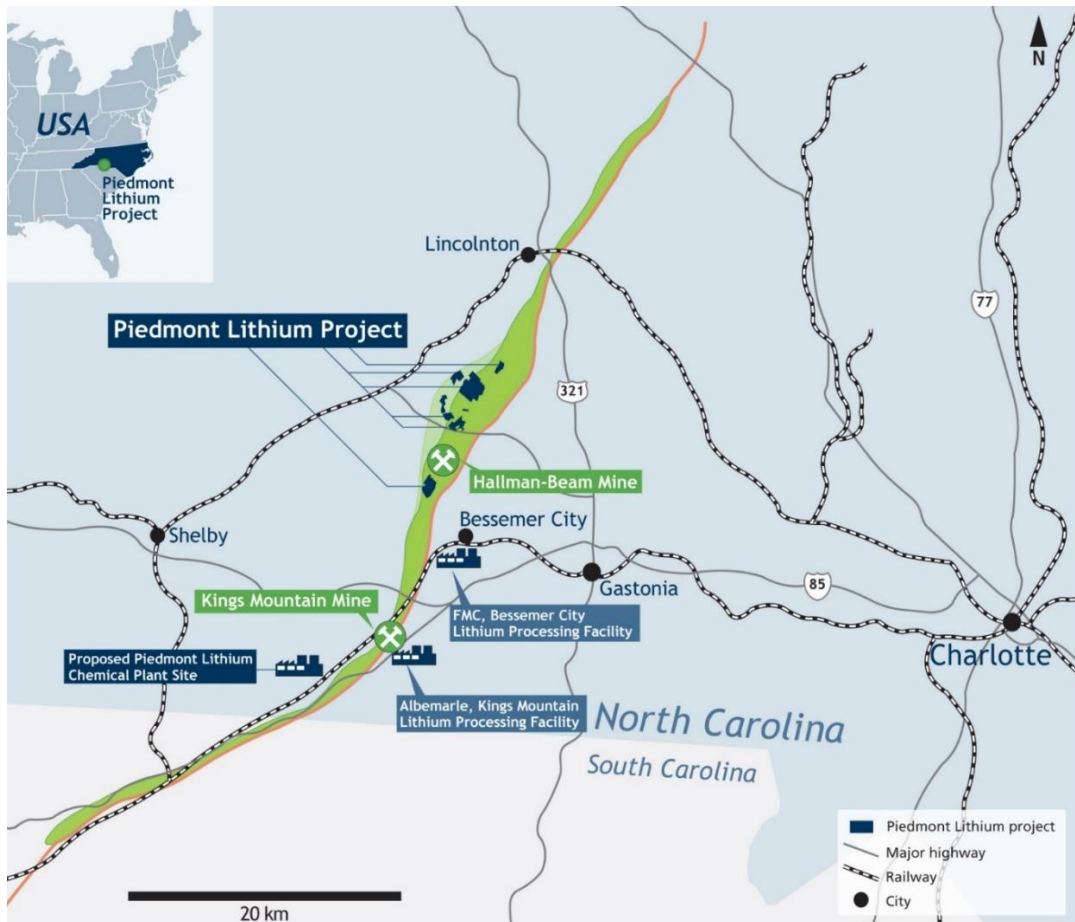 USA
Piedmont
Lithium
Project
N
Lincolnton
77
Piedmont Lithium Project
321
Hallman-Beam Mine
Bessemer City
Shelby
Gastonia
85
Kings Mountain Mine
FMC, Bessemer City
Lithium Processing Facility
Charlotte
Proposed Piedmont Lithium
Chemical Plant Site
Albemarle, Kings Mountain
Lithium Processing Facility
North Carolina
South Carolina
Piedmont Lithium project
Major highway
Railway
City
20 km